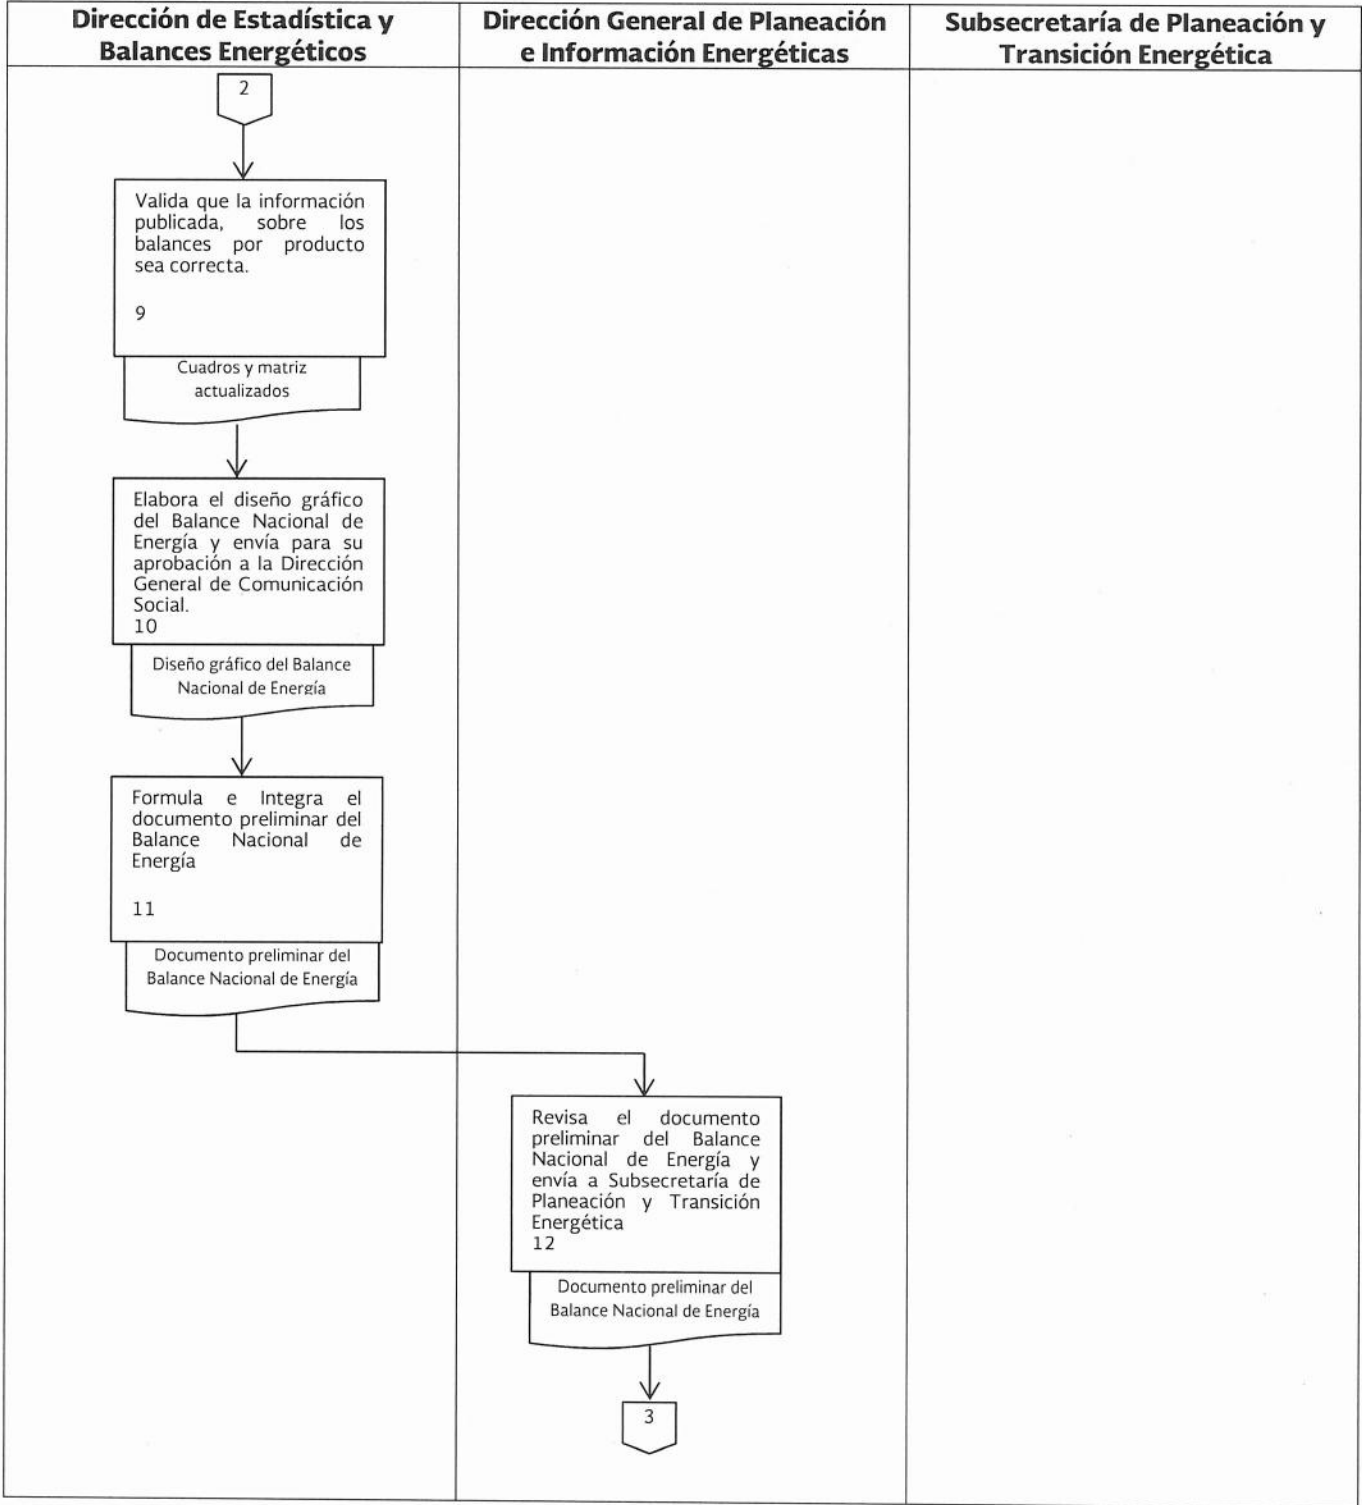 Dirección de Estadística y
Balances Energéticos
Dirección General de Planeación
e Información Energéticas
Subsecretaría de Planeación y
Transición Energética
2
Valida que la información
publicada, sobre los
balances por producto
sea correcta.
9
Cuadros y matriz
actualizados
Elabora el diseño gráfico
del Balance Nacional de
Energía y envía para su
aprobación a la Dirección
General de Comunicación
Social.
10
Diseño gráfico del Balance
Nacional de Energía
Formula e Integra el
documento preliminar del
Balance Nacional de
Energía
11
Documento preliminar del
Balance Nacional de Energía
Revisa el documento
preliminar del Balance
Nacional de Energía y
envía a Subsecretaría de
Planeación y Transición
Energética
12
Documento preliminar del
Balance Nacional de Energía
3